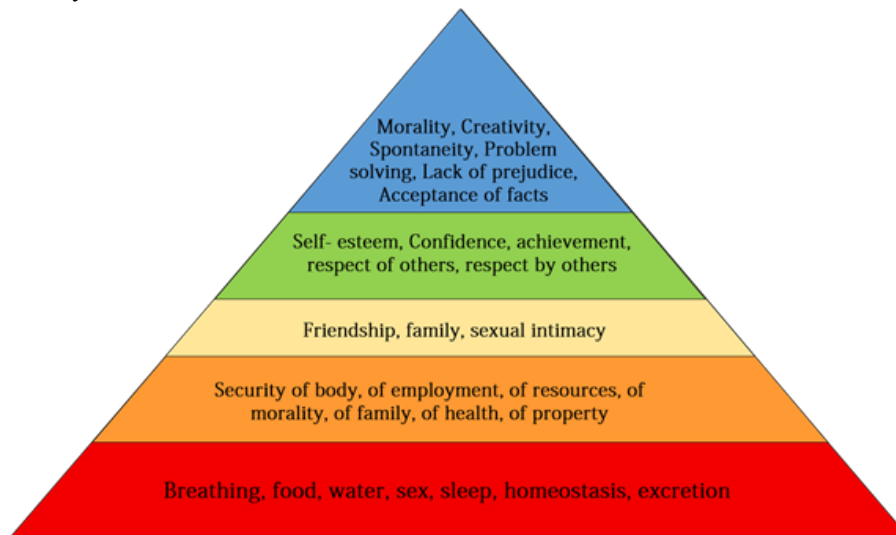 Morality, Creativity,
Spontaneity, Problem
solving, Lack of prejudice,
Acceptance of facts
Self- esteem, Confidence, achievement,
respect of others, respect by others
Friendship, family, sexual intimacy
Security of body, of employment, of resources, of
morality, of family, of health, of property
Breathing, food, water, sex, sleep, homeostasis, excretion